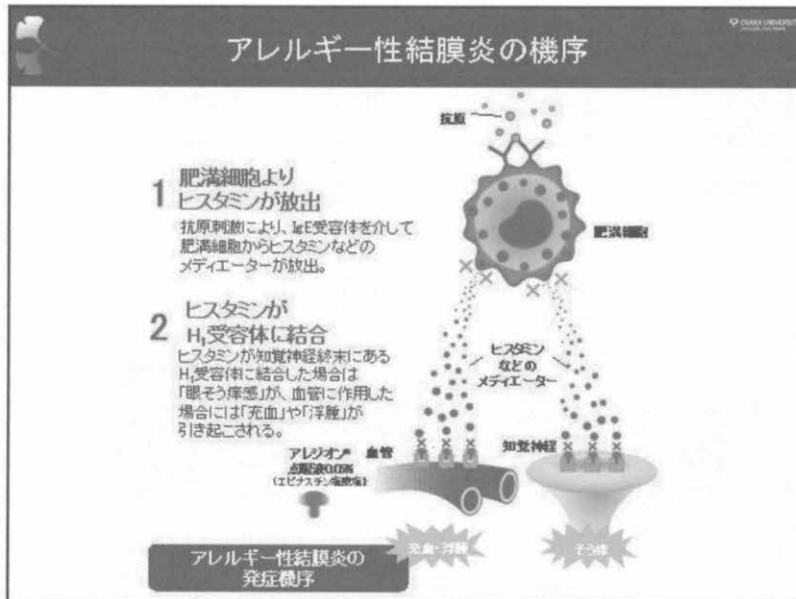 OSAKA UNIVERSITY
アレルギー性結膜炎の機序
抗原
1
肥満細胞より
ヒスタミンが放出
抗原刺激により、IgE受容体を介して
肥満細胞からヒスタミンなどの
メディエーターが放出。
肥満細胞
2
ヒスタミンが
H₁受容体に結合
ヒスタミンが知覚神経終末にある
H₁受容体に結合した場合は
「眼そう痒感」が、血管に作用した
場合には「充血」や「浮腫」が
引き起こされる。
ヒスタミン
などの
メディエーター
アレジオン®
点眼液0.05%
(エピナスチン塩酸塩)
血管
知覚神経
充血・浮腫
そう痒
アレルギー性結膜炎の
発症機序